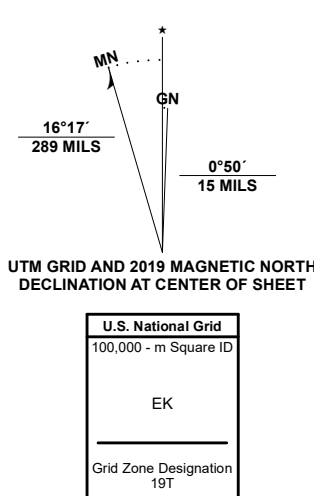 ★
MN
GN
16°17´
289 MILS
0°50´
15 MILS
UTM GRID AND 2019 MAGNETIC NORTH
DECLINATION AT CENTER OF SHEET
U.S. National Grid
100,000 - m Square ID
EK
Grid Zone Designation
19T